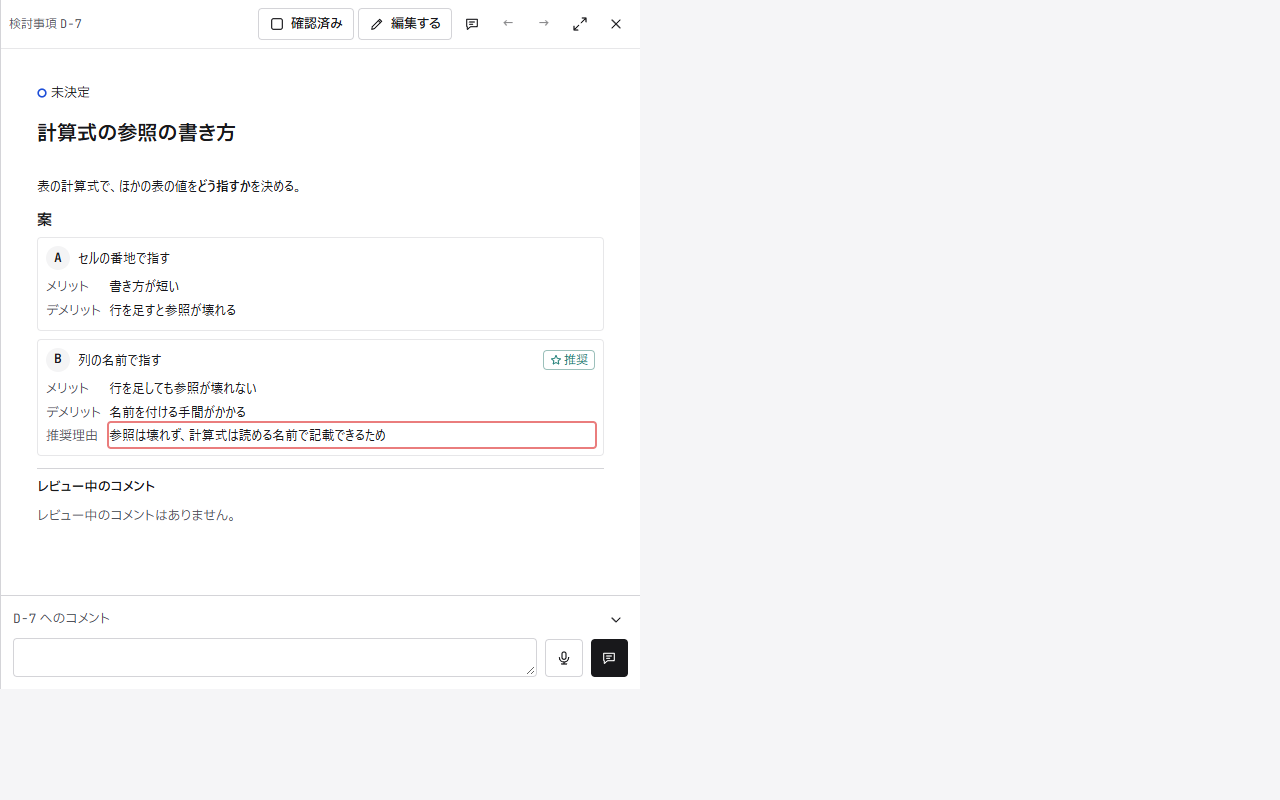 検討事項 D-7
確認済み
編集する
未決定
計算式の参照の書き方
表の計算式で、ほかの表の値をどう指すかを決める。
案
A セルの番地で指す
メリット 書き方が短い
デメリット 行を足すと参照が壊れる
B 列の名前で指す 推奨
メリット 行を足しても参照が壊れない
デメリット 名前を付ける手間がかかる
推奨理由 参照は壊れず、計算式は読める名前で記載できるため
レビュー中のコメント
レビュー中のコメントはありません。
D-7 へのコメント